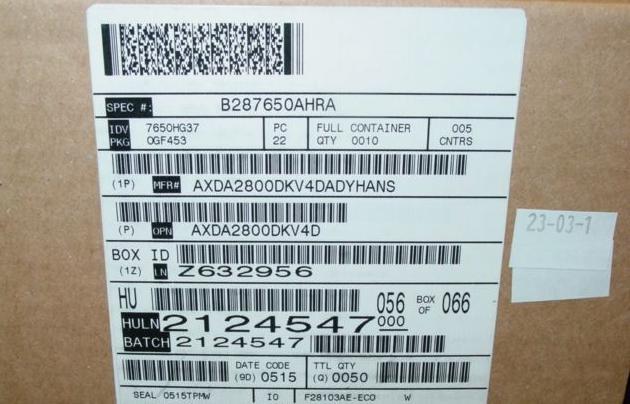 SPEC #: B287650AHRA
IDV 7650HG37 PC FULL CONTAINER 005
PKG 0GF453 22 QTY 0010 CNTRS
(1P) MFR# AXDA2800DKV4DADYHANS
(P) OPN AXDA2800DKV4D
BOX ID
(1Z) LN Z632956
HU 056 BOX OF 066
HULN 2124547 000
BATCH 2124547
DATE CODE TTL QTY
(9D) 0515 (Q) 0050
SEAL 0515TPMW IO F28103AE-ECO W
23-03-1